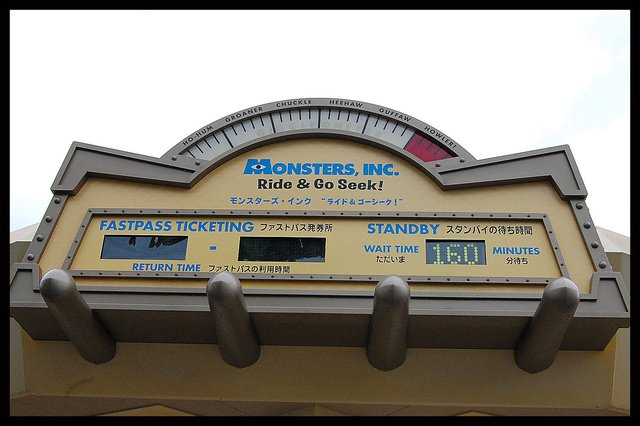 HO-HUM GROANER CHUCKLE HEEHAW GUFFAW HOWLER!
MONSTERS, INC.
Ride & Go Seek!
モンスターズ・インク "ライド&ゴーシーク!"
FASTPASS TICKETING ファストパス発券所
-
RETURN TIME ファストパスの利用時間
STANDBY スタンバイの待ち時間
WAIT TIME 160 MINUTES
ただいま 分待ち